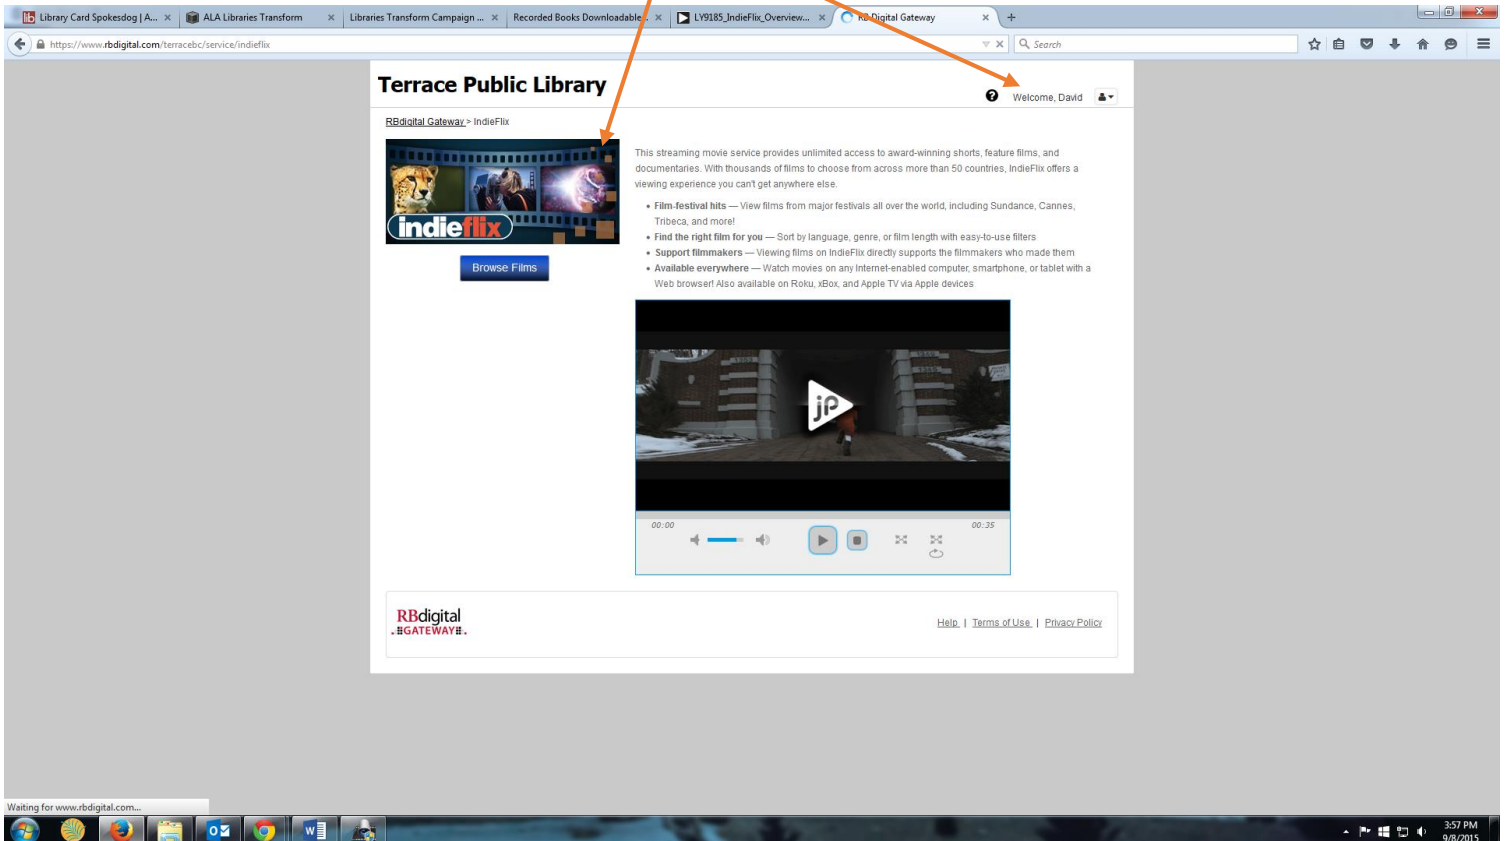 Library Card Spokesdog | A...
ALA Libraries Transform
Libraries Transform Campaign ...
Recorded Books Downloadable...
LY9185_IndieFlix_Overview...
RB Digital Gateway
https://www.rbdigital.com/terracebc/service/indieflix
Search
Terrace Public Library
Welcome, David
RBdigital Gateway > IndieFlix
indieflix
Browse Films
This streaming movie service provides unlimited access to award-winning shorts, feature films, and
documentaries. With thousands of films to choose from across more than 50 countries, IndieFlix offers a
viewing experience you can't get anywhere else.
• Film-festival hits — View films from major festivals all over the world, including Sundance, Cannes,
Tribeca, and more!
• Find the right film for you — Sort by language, genre, or film length with easy-to-use filters
• Support filmmakers — Viewing films on IndieFlix directly supports the filmmakers who made them
• Available everywhere — Watch movies on any Internet-enabled computer, smartphone, or tablet with a
Web browser! Also available on Roku, xBox, and Apple TV via Apple devices
jp
00:00
00:35
RBdigital
GATEWAY
Help | Terms of Use | Privacy Policy
Waiting for www.rbdigital.com...
3:57 PM
9/8/2015